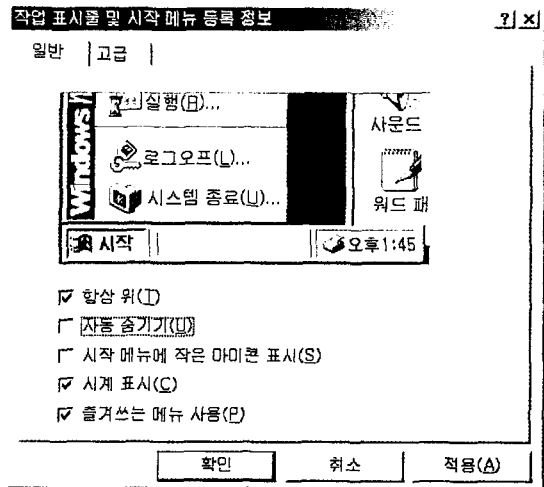 작업 표시줄 및 시작 메뉴 등록 정보
일반
고급
실행(R)...
로그오프(L)...
시스템 종료(U)...
Windows
사운드
워드 패
시작
오후1:45
항상 위(T)
자동 숨기기(U)
시작 메뉴에 작은 아이콘 표시(S)
시계 표시(C)
즐겨쓰는 메뉴 사용(P)
확인
취소
적용(A)